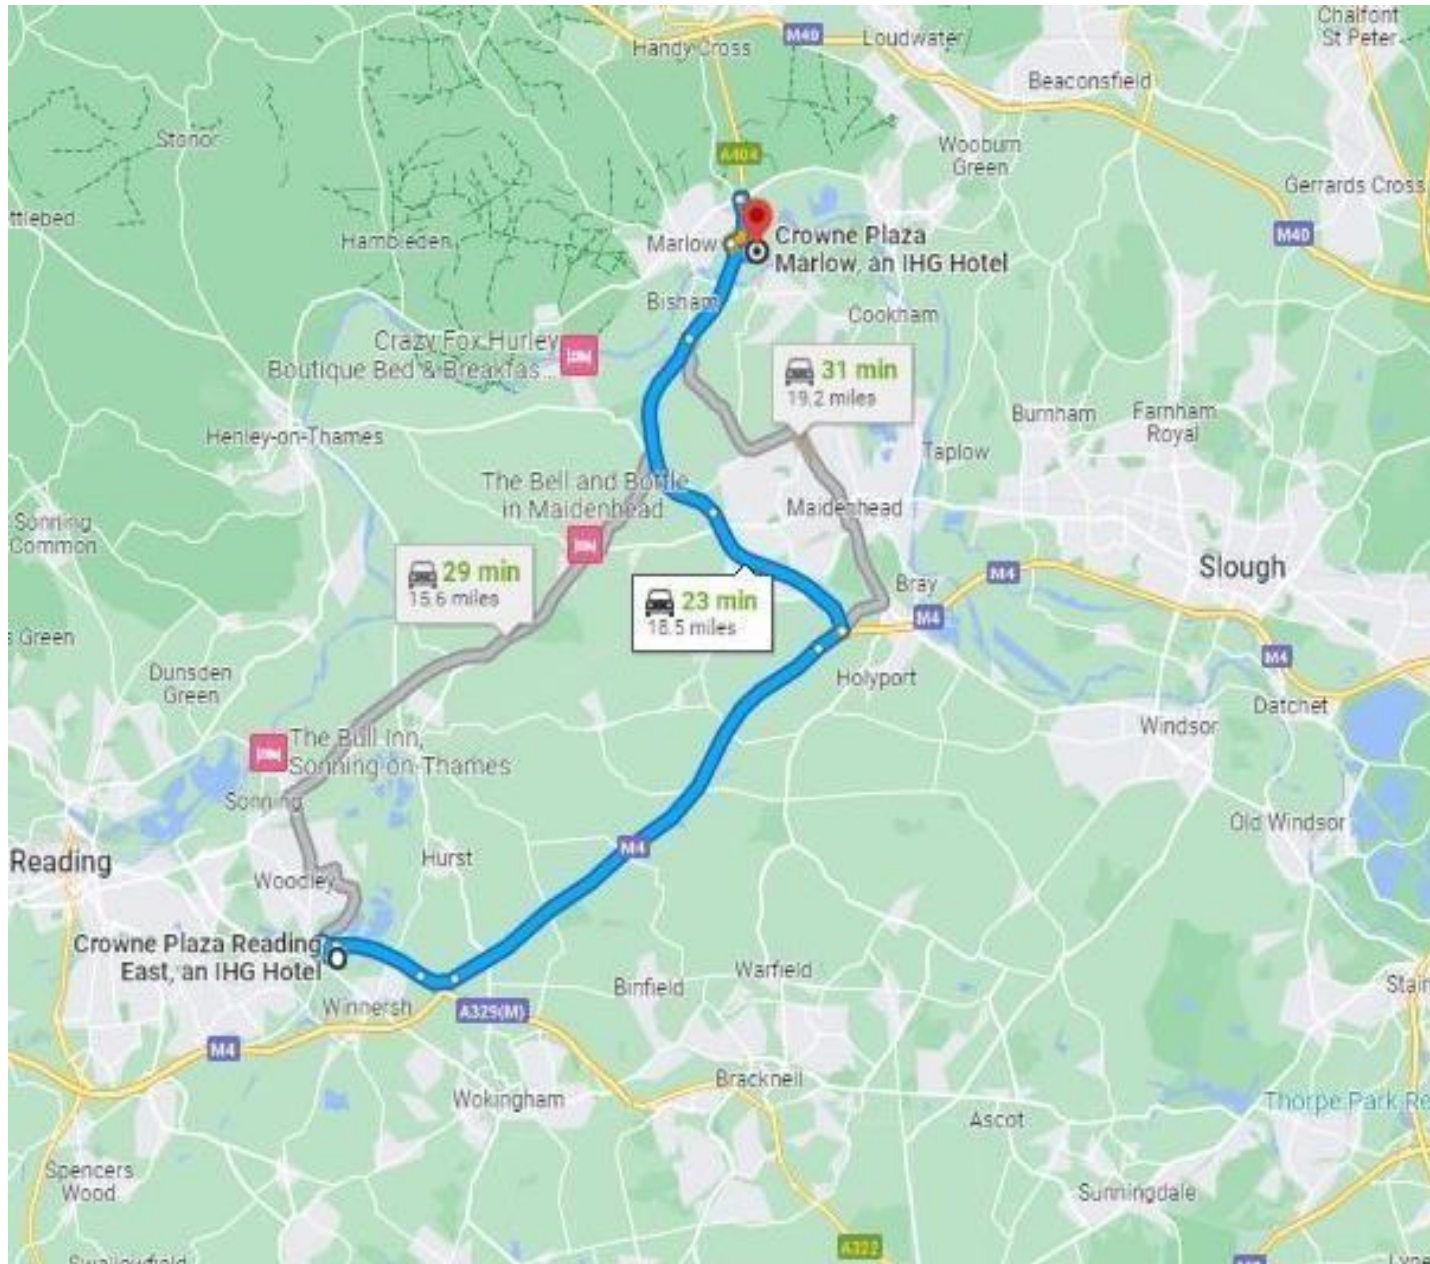 Chalfont
St Peter
M40
Loudwater
Handy Cross
Beaconsfield
Stonor
A404
Wooburn
Green
Gerrards Cross
ttlebed
M40
Hambleden
Marlow
Crowne Plaza
Marlow, an IHG Hotel
Bisham
Cookham
Crazy Fox Hurley
Boutique Bed & Breakfas...
31 min
19.2 miles
Burnham
Farnham
Royal
Henley-on-Thames
Taplow
The Bell and Bottle
in Maidenhead
Maidenhead
Sonning
Common
Slough
29 min
15.6 miles
M4
Bray
23 min
18.5 miles
M4
s Green
M4
Dunsden
Green
Holyport
Datchet
Windsor
The Bull Inn,
Sonning-on-Thames
Sonning
Old Windsor
M4
Reading
Hurst
Woodley
Crowne Plaza Reading
East, an IHG Hotel
Warfield
Binfield
Stain
Winnersh
A329(M)
M4
Bracknell
Wokingham
Thorpe Park Re
Ascot
Spencers
Wood
Sunningdale
A322